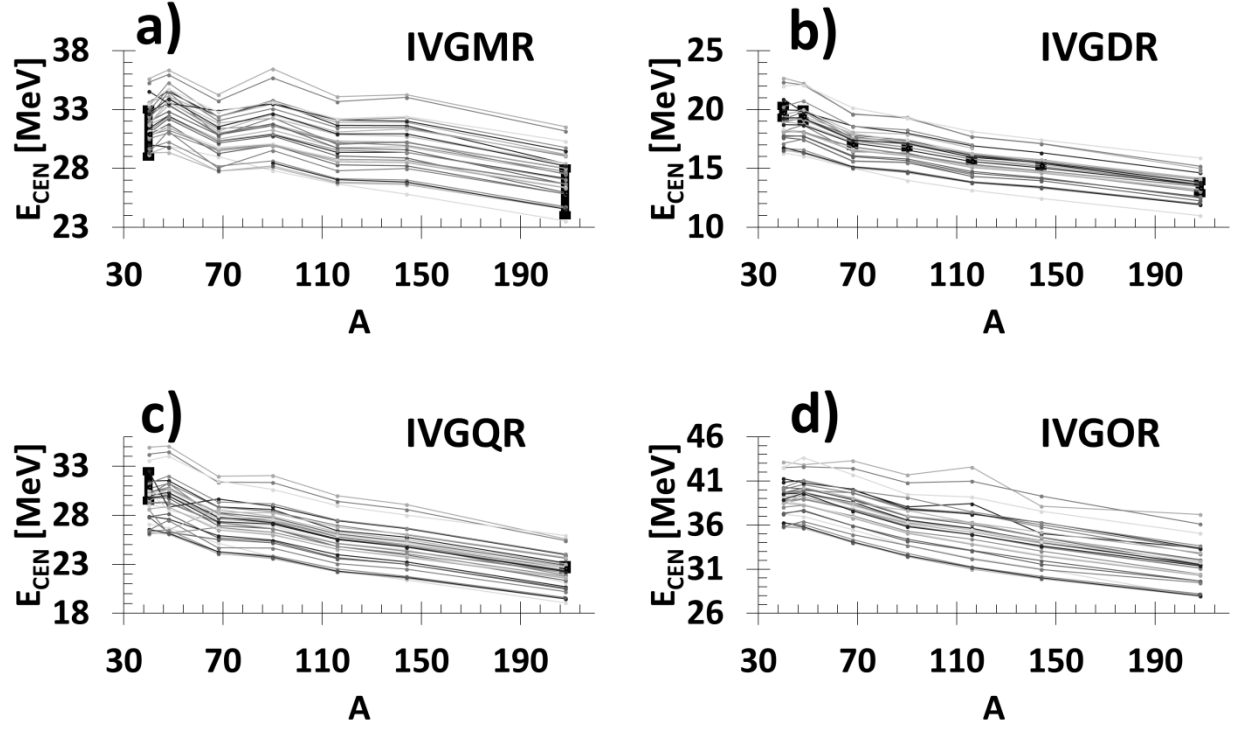 a) IVGMR
E_CEN [MeV]
38
33
28
23
30 70 110 150 190
A
b) IVGDR
E_CEN [MeV]
25
20
15
10
30 70 110 150 190
A
c) IVGQR
E_CEN [MeV]
33
28
23
18
30 70 110 150 190
A
d) IVGOR
E_CEN [MeV]
46
41
36
31
26
30 70 110 150 190
A